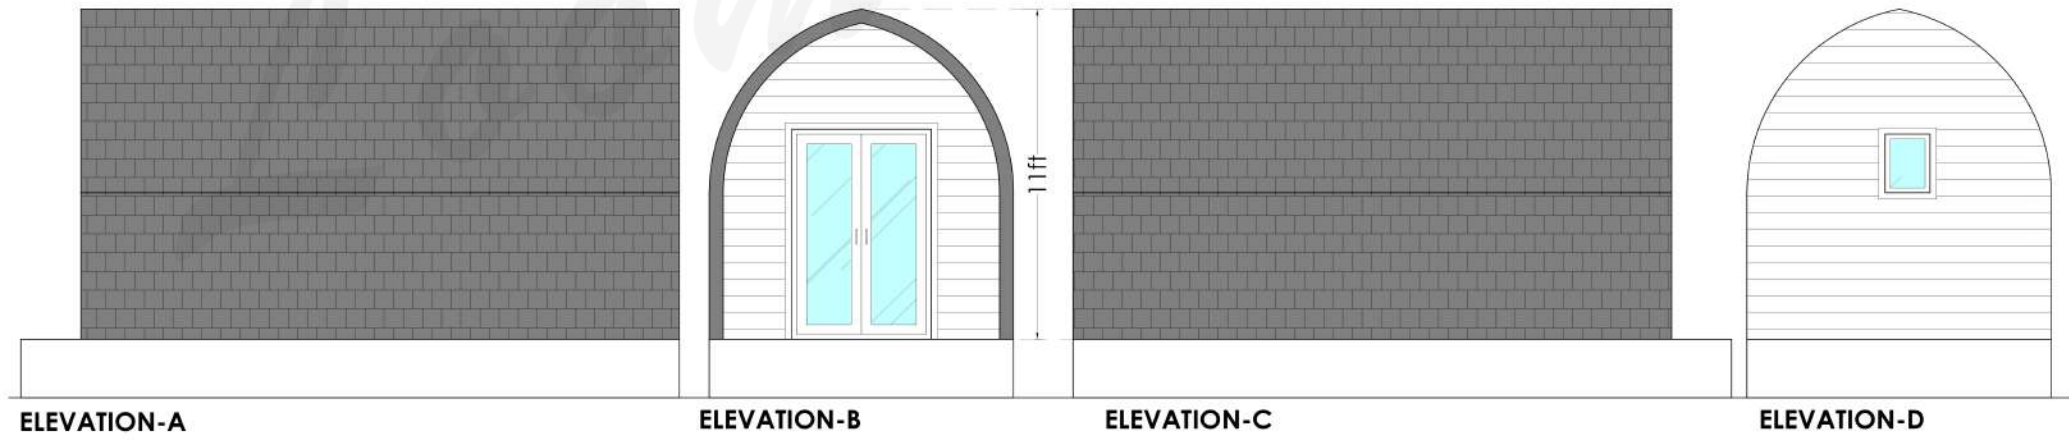 11ft
ELEVATION-A
ELEVATION-B
ELEVATION-C
ELEVATION-D